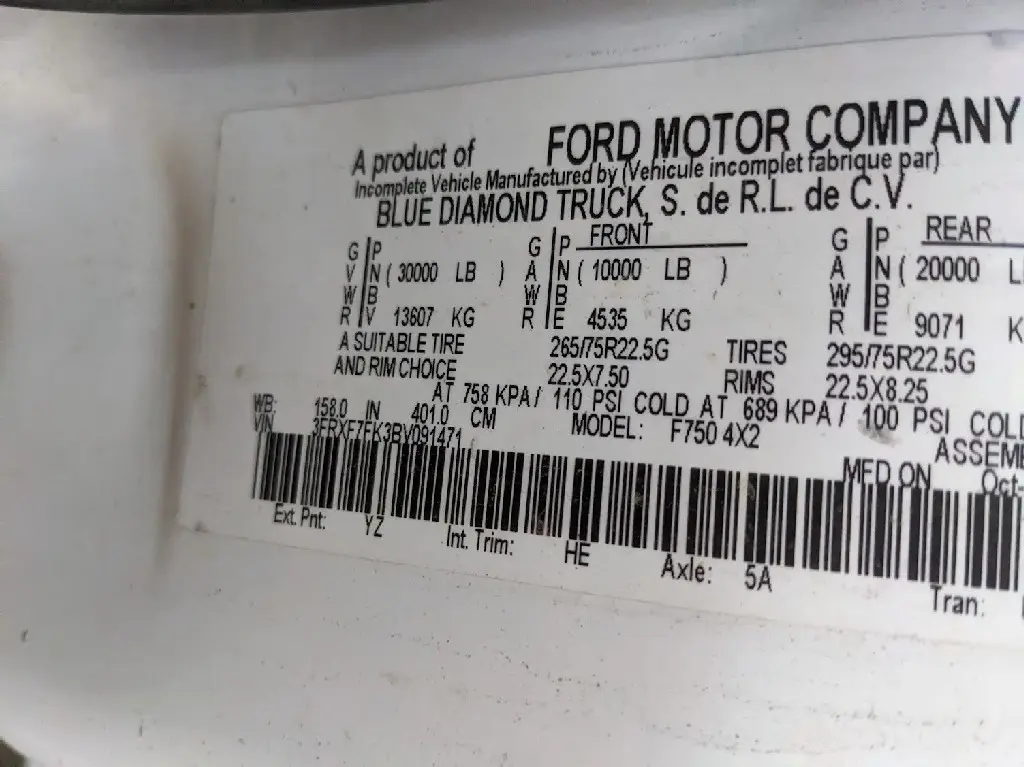 A product of FORD MOTOR COMPANY
Incomplete Vehicle Manufactured by (Vehicule incomplet fabrique par)
BLUE DIAMOND TRUCK, S. de R.L. de C.V.
G P G P FRONT G P REAR
V N ( 30000 LB ) A N ( 10000 LB ) A N ( 20000
W B W B W B
R V 13607 KG R E 4535 KG R E 9071
A SUITABLE TIRE 265/75R22.5G TIRES 295/75R22.5G
AND RIM CHOICE 22.5X7.50 RIMS 22.5X8.25
AT 758 KPA / 110 PSI COLD AT 689 KPA / 100 PSI COLD
WB: 158.0 IN 401.0 CM MODEL: F750 4X2
VIN 3FRXF7FK3BV091471
MFD ON Oct-
Ext. Pnt: YZ Int. Trim: HE Axle: 5A Tran: